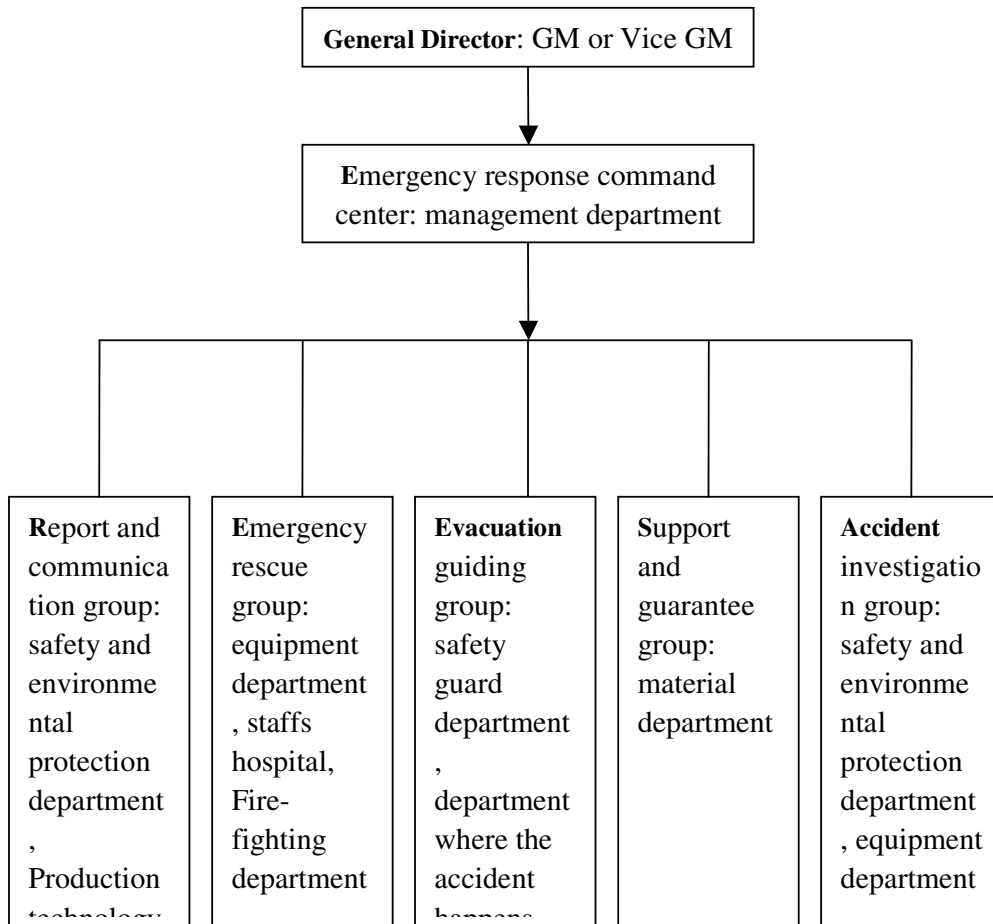 General Director: GM or Vice GM
Emergency response command
center: management department
Report and
communica
tion group:
safety and
environme
ntal
protection
department
,
Production
technology
Emergency
rescue
group:
equipment
department
, staffs
hospital,
Fire-
fighting
department
Evacuation
guiding
group:
safety
guard
department
,
department
where the
accident
happens
Support
and
guarantee
group:
material
department
Accident
investigatio
n group:
safety and
environme
ntal
protection
department
, equipment
department